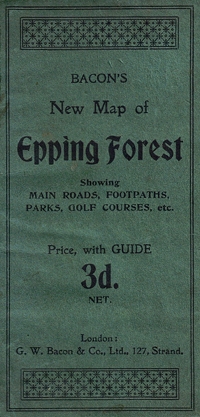 BACON'S
New Map of
Epping Forest
Showing
MAIN ROADS, FOOTPATHS,
PARKS, GOLF COURSES, etc.
Price, with GUIDE
3d.
NET.
London:
G. W. Bacon & Co., Ltd., 127, Strand.